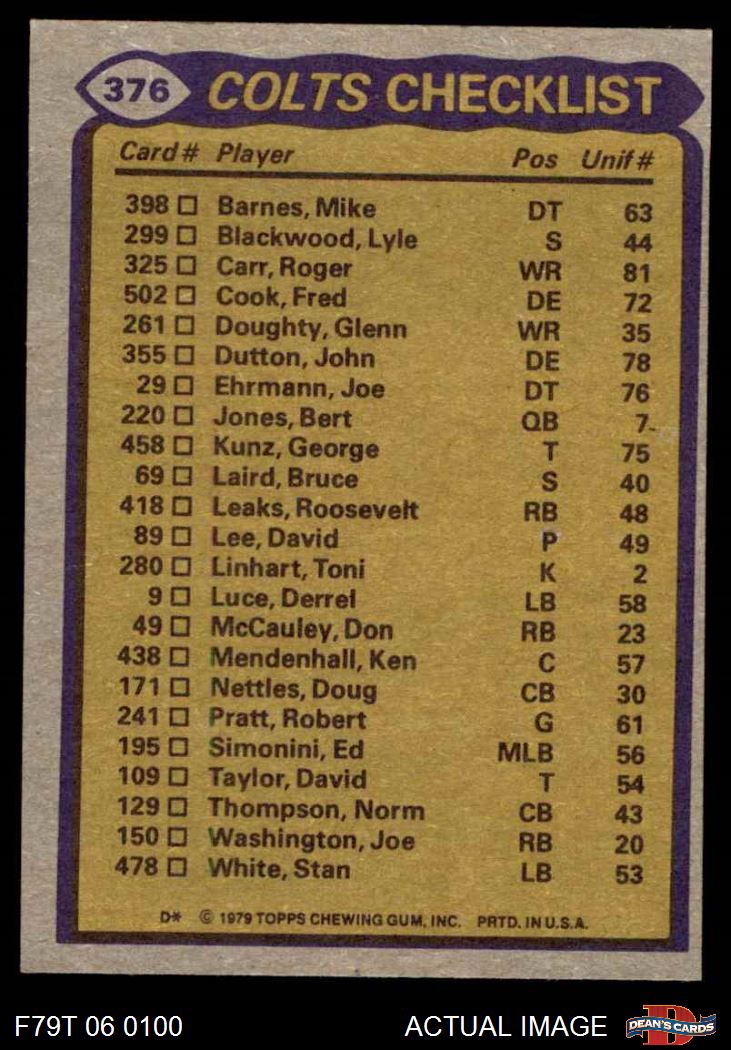 376 COLTS CHECKLIST
Card # Player Pos Unif #
398 □ Barnes, Mike DT 63
299 □ Blackwood, Lyle S 44
325 □ Carr, Roger WR 81
502 □ Cook, Fred DE 72
261 □ Doughty, Glenn WR 35
355 □ Dutton, John DE 78
29 □ Ehrmann, Joe DT 76
220 □ Jones, Bert QB 7
458 □ Kunz, George T 75
69 □ Laird, Bruce S 40
418 □ Leaks, Roosevelt RB 48
89 □ Lee, David P 49
280 □ Linhart, Toni K 2
9 □ Luce, Derrel LB 58
49 □ McCauley, Don RB 23
438 □ Mendenhall, Ken C 57
171 □ Nettles, Doug CB 30
241 □ Pratt, Robert G 61
195 □ Simonini, Ed MLB 56
109 □ Taylor, David T 54
129 □ Thompson, Norm CB 43
150 □ Washington, Joe RB 20
478 □ White, Stan LB 53
D* © 1979 TOPPS CHEWING GUM, INC. PRTD. IN U.S.A.
F79T 06 0100 ACTUAL IMAGE DEAN'S CARDS